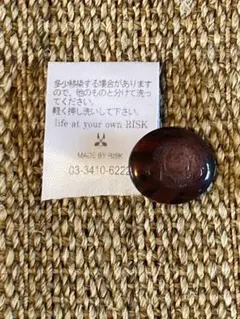 多少移染する場合があります
ので、他のものと分けて洗っ
てください。
軽く押し洗いして下さい。
life at your own RISK
MADE BY RISK
03-3410-6222